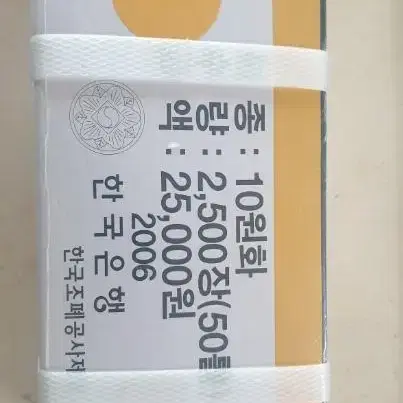 종 : 10원화
량 : 2,500장(50
액 : 25,000원
2006
한 국 은 행
한국조폐공사